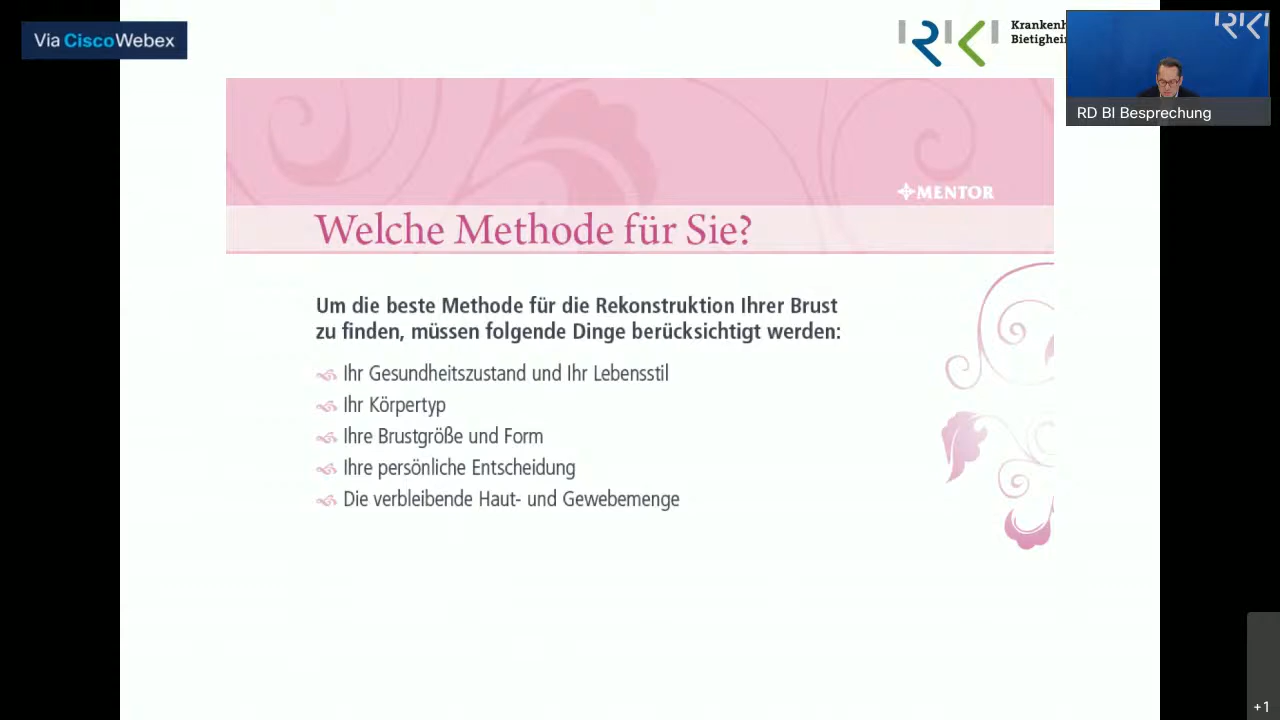 Via CiscoWebex
Krankenh
Bietigheim
RD BI Besprechung
MENTOR
Welche Methode für Sie?
Um die beste Methode für die Rekonstruktion Ihrer Brust
zu finden, müssen folgende Dinge berücksichtigt werden:
Ihr Gesundheitszustand und Ihr Lebensstil
Ihr Körpertyp
Ihre Brustgröße und Form
Ihre persönliche Entscheidung
Die verbleibende Haut- und Gewebemenge
+1